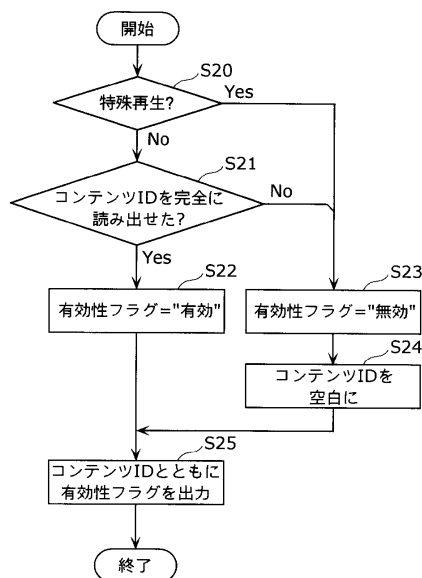 開始
S20
特殊再生?
Yes
No
S21
コンテンツIDを完全に
読み出せた?
No
Yes
S22
有効性フラグ="有効"
S23
有効性フラグ="無効"
S24
コンテンツIDを
空白に
S25
コンテンツIDとともに
有効性フラグを出力
終了